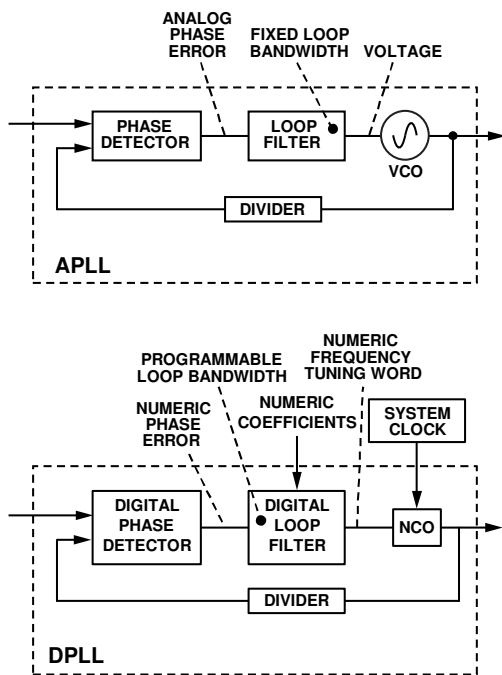 ANALOG
PHASE
ERROR
FIXED LOOP
BANDWIDTH
VOLTAGE
PHASE
DETECTOR
LOOP
FILTER
VCO
DIVIDER
APLL
PROGRAMMABLE
LOOP BANDWIDTH
NUMERIC
FREQUENCY
TUNING WORD
NUMERIC
PHASE
ERROR
NUMERIC
COEFFICIENTS
SYSTEM
CLOCK
DIGITAL
PHASE
DETECTOR
DIGITAL
LOOP
FILTER
NCO
DIVIDER
DPLL